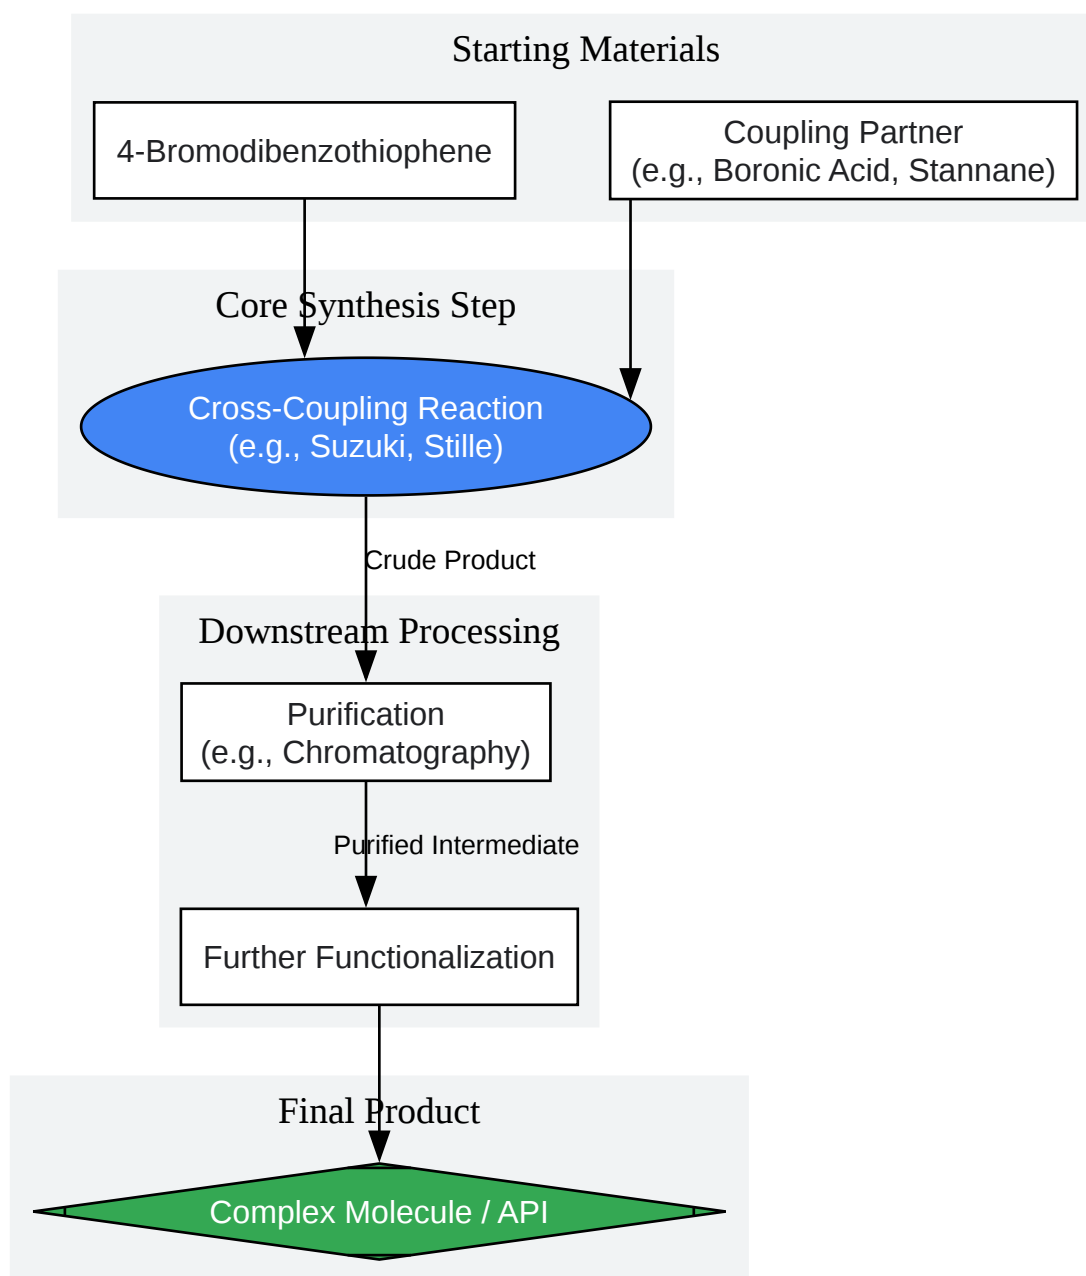 Starting Materials
4-Bromodibenzothiophene
Coupling Partner
(e.g., Boronic Acid, Stannane)
Core Synthesis Step
Cross-Coupling Reaction
(e.g., Suzuki, Stille)
Crude Product
Downstream Processing
Purification
(e.g., Chromatography)
Purified Intermediate
Further Functionalization
Final Product
Complex Molecule / API